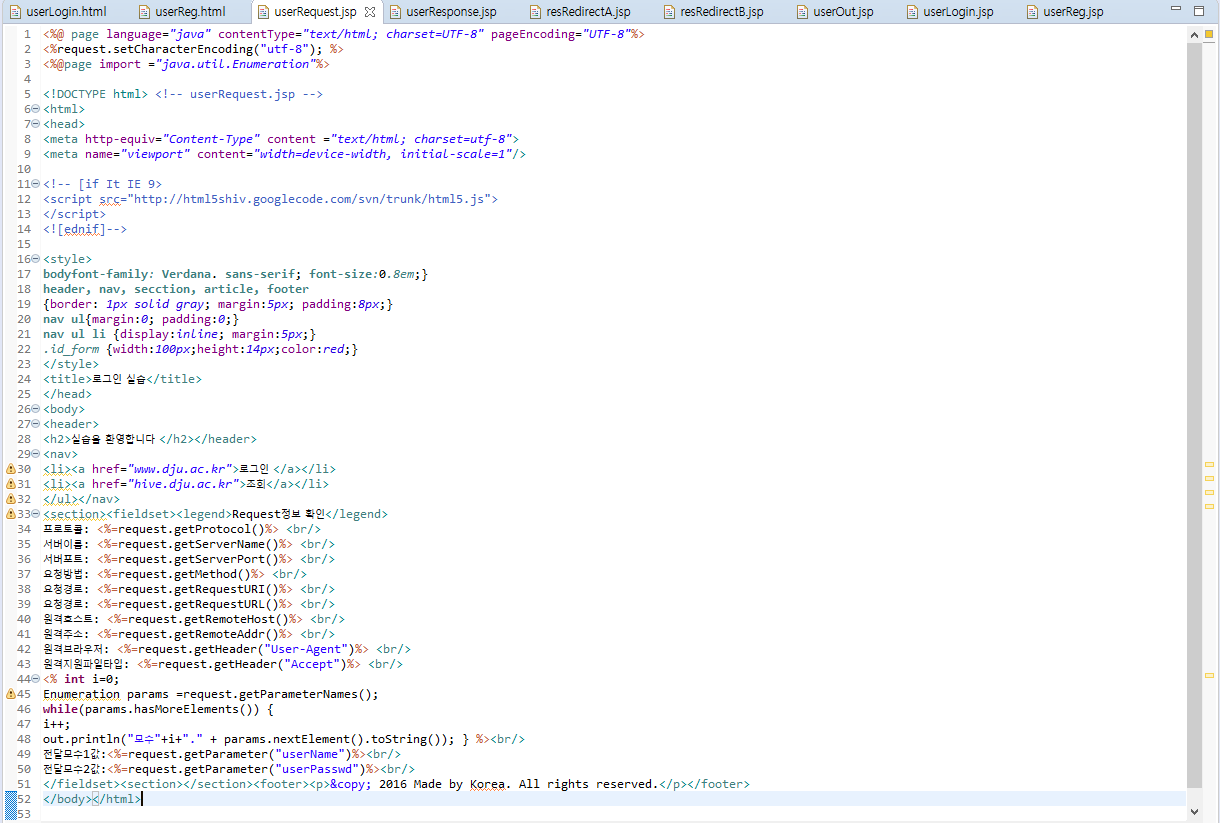 userLogin.html userReg.html userRequest.jsp userResponse.jsp resRedirectA.jsp resRedirectB.jsp userOut.jsp userLogin.jsp userReg.jsp
1 <%@ page language="java" contentType="text/html; charset=UTF-8" pageEncoding="UTF-8"%>
2 <%request.setCharacterEncoding("utf-8"); %>
3 <%@page import ="java.util.Enumeration"%>
4
5 <!DOCTYPE html> <!-- userRequest.jsp -->
6 <html>
7 <head>
8 <meta http-equiv="Content-Type" content ="text/html; charset=utf-8">
9 <meta name="viewport" content="width=device-width, initial-scale=1"/>
10
11 <!-- [if It IE 9>
12 <script src="http://html5shiv.googlecode.com/svn/trunk/html5.js">
13 </script>
14 <![ednif]-->
15
16 <style>
17 bodyfont-family: Verdana. sans-serif; font-size:0.8em;}
18 header, nav, secction, article, footer
19 {border: 1px solid gray; margin:5px; padding:8px;}
20 nav ul{margin:0; padding:0;}
21 nav ul li {display:inline; margin:5px;}
22 .id_form {width:100px;height:14px;color:red;}
23 </style>
24 <title>로그인 실습</title>
25 </head>
26 <body>
27 <header>
28 <h2>실습을 환영합니다 </h2></header>
29 <nav>
30 <li><a href="www.dju.ac.kr">로그인 </a></li>
31 <li><a href="hive.dju.ac.kr">조회</a></li>
32 </ul></nav>
33 <section><fieldset><legend>Request정보 확인</legend>
34 프로토콜: <%=request.getProtocol()%> <br/>
35 서버이름: <%=request.getServerName()%> <br/>
36 서버포트: <%=request.getServerPort()%> <br/>
37 요청방법: <%=request.getMethod()%> <br/>
38 요청경로: <%=request.getRequestURI()%> <br/>
39 요청경로: <%=request.getRequestURL()%> <br/>
40 원격호스트: <%=request.getRemoteHost()%> <br/>
41 원격주소: <%=request.getRemoteAddr()%> <br/>
42 원격브라우저: <%=request.getHeader("User-Agent")%> <br/>
43 원격지원파일타입: <%=request.getHeader("Accept")%> <br/>
44 <% int i=0;
45 Enumeration params =request.getParameterNames();
46 while(params.hasMoreElements()) {
47 i++;
48 out.println("모수"+i+"." + params.nextElement().toString()); } %><br/>
49 전달모수1값:<%=request.getParameter("userName")%><br/>
50 전달모수2값:<%=request.getParameter("userPasswd")%><br/>
51 </fieldset><section></section><footer><p>&copy; 2016 Made by Korea. All rights reserved.</p></footer>
52 </body></html>
53